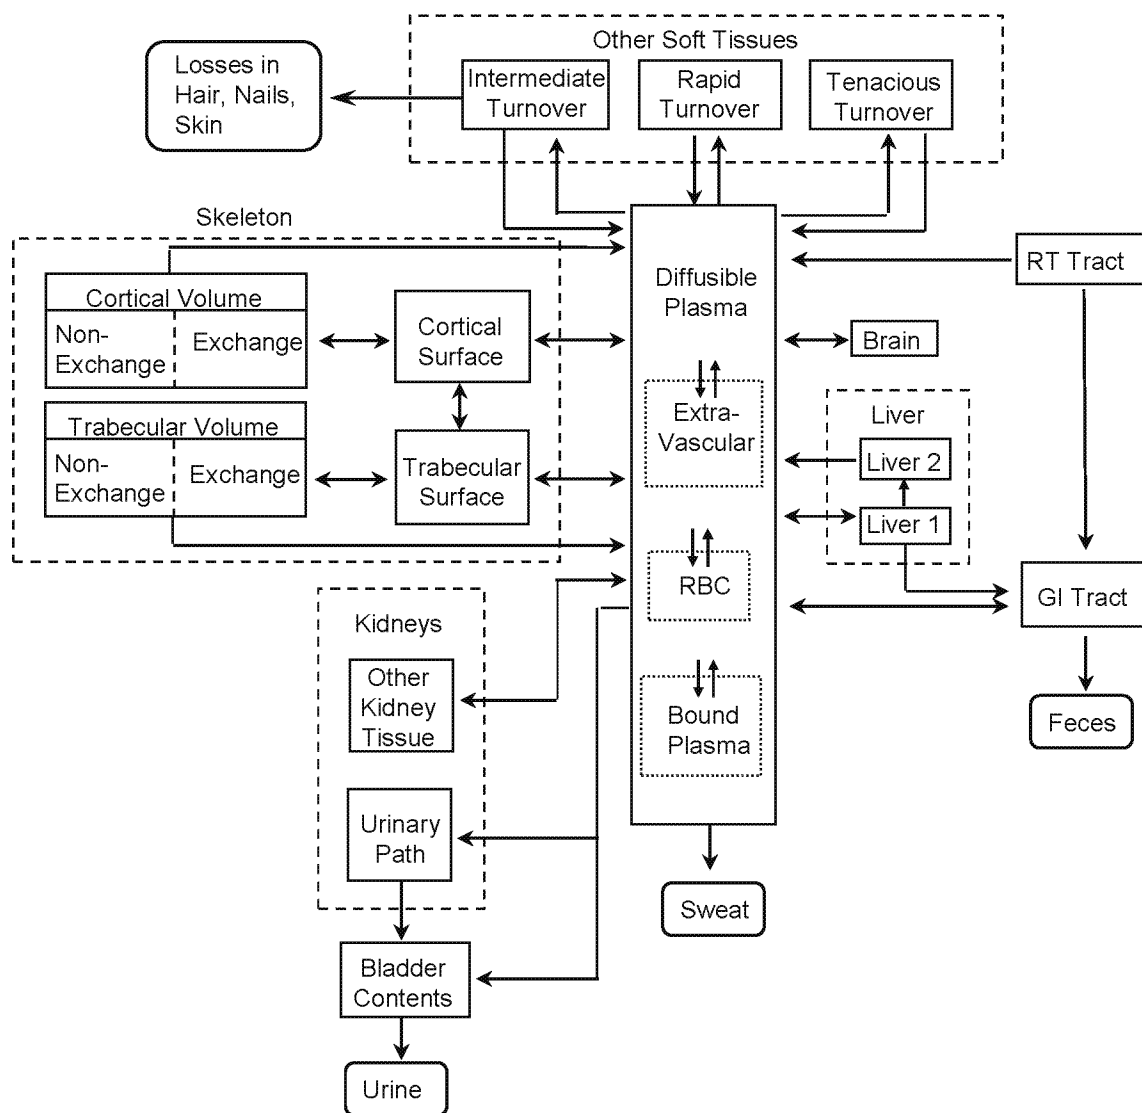 Other Soft Tissues
Losses in
Hair, Nails,
Skin
Intermediate
Turnover
Rapid
Turnover
Tenacious
Turnover
Skeleton
Cortical Volume
Non-
Exchange
Exchange
Cortical
Surface
Trabecular Volume
Non-
Exchange
Exchange
Trabecular
Surface
Diffusible
Plasma
Extra-
Vascular
RBC
Bound
Plasma
RT Tract
Brain
Liver
Liver 2
Liver 1
GI Tract
Feces
Kidneys
Other
Kidney
Tissue
Urinary
Path
Sweat
Bladder
Contents
Urine